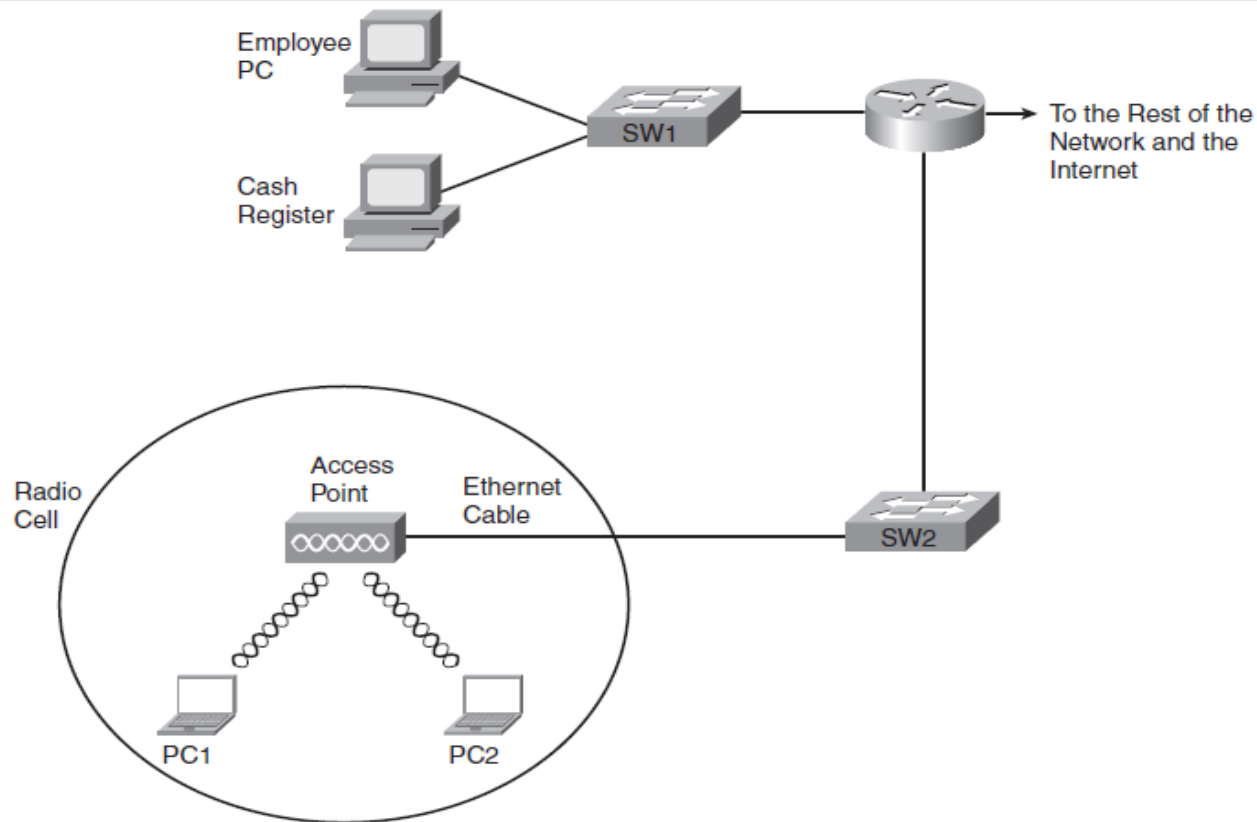 Employee
PC
SW1
To the Rest of the
Network and the
Internet
Cash
Register
Radio
Cell
Access
Point
Ethernet
Cable
SW2
PC1
PC2